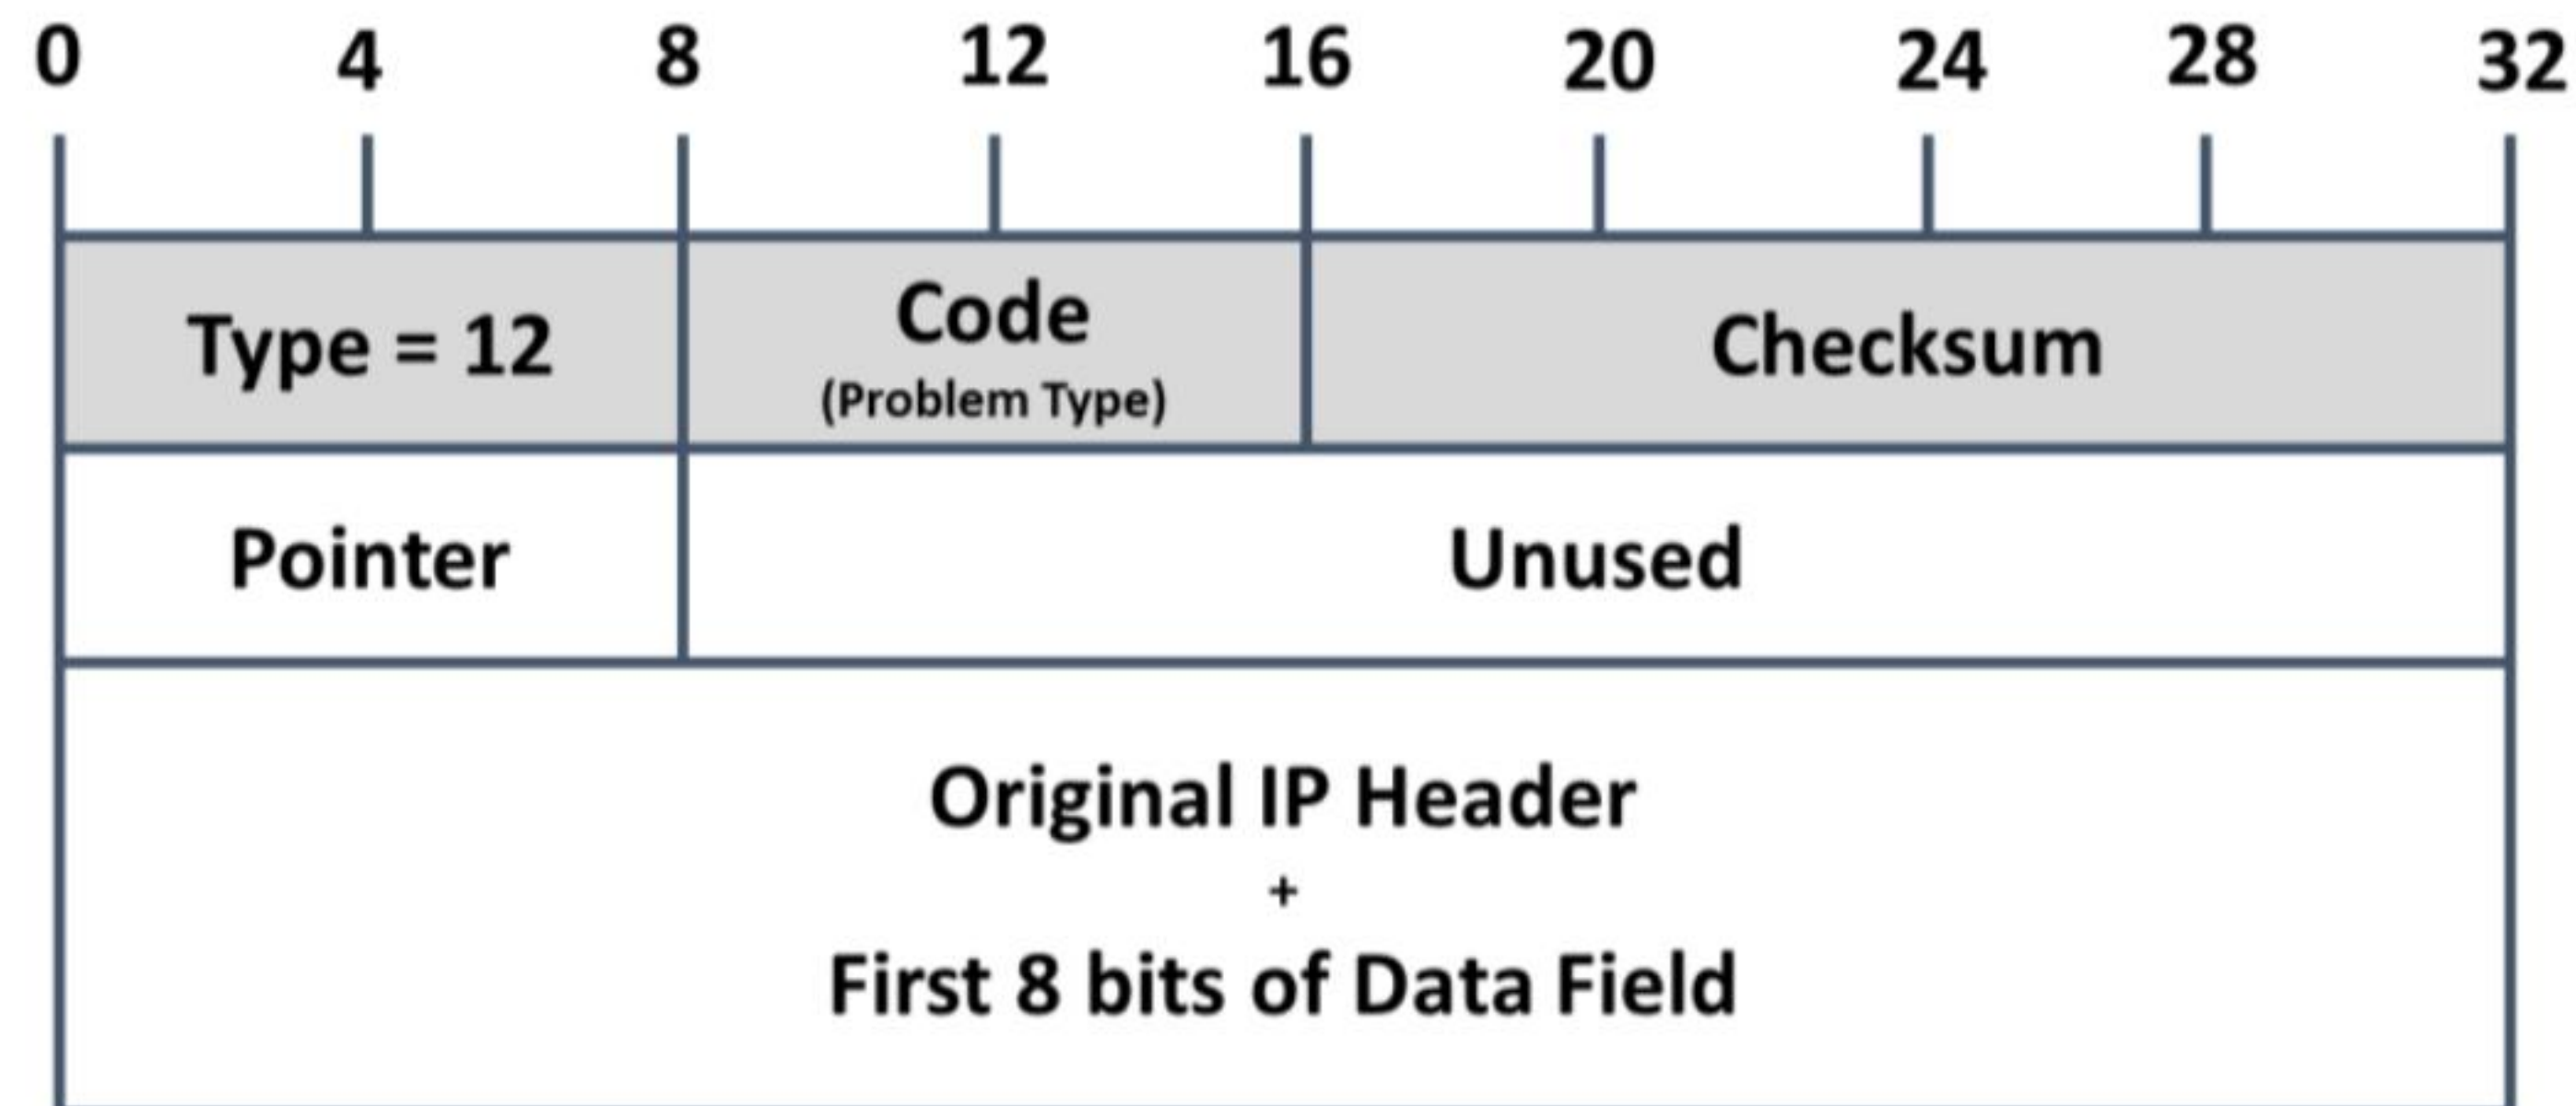 0 4 8 12 16 20 24 28 32
Type = 12
Code
(Problem Type)
Checksum
Pointer
Unused
Original IP Header
+
First 8 bits of Data Field